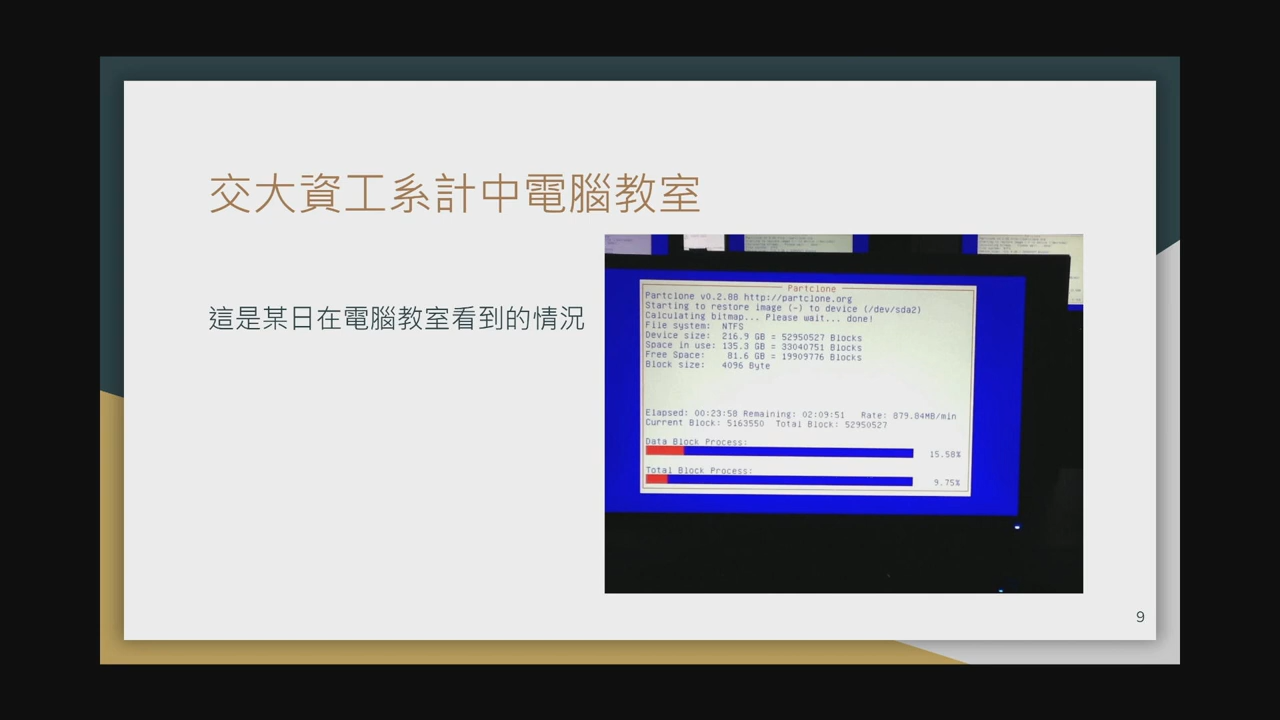 交大資工系計中電腦教室
這是某日在電腦教室看到的情況
Partclone
Partclone v0.2.88 http://partclone.org
Starting to restore image (-) to device (/dev/sda2)
Calculating bitmap... Please wait... done!
File system: NTFS
Device size: 216.9 GB = 52950527 Blocks
Space in use: 135.3 GB = 33040751 Blocks
Free Space: 81.6 GB = 19909776 Blocks
Block size: 4096 Byte
Elapsed: 00:23:58 Remaining: 02:09:51 Rate: 879.84MB/min
Current Block: 5163550 Total Block: 52950527
Data Block Process:
15.58%
Total Block Process:
9.75%
9